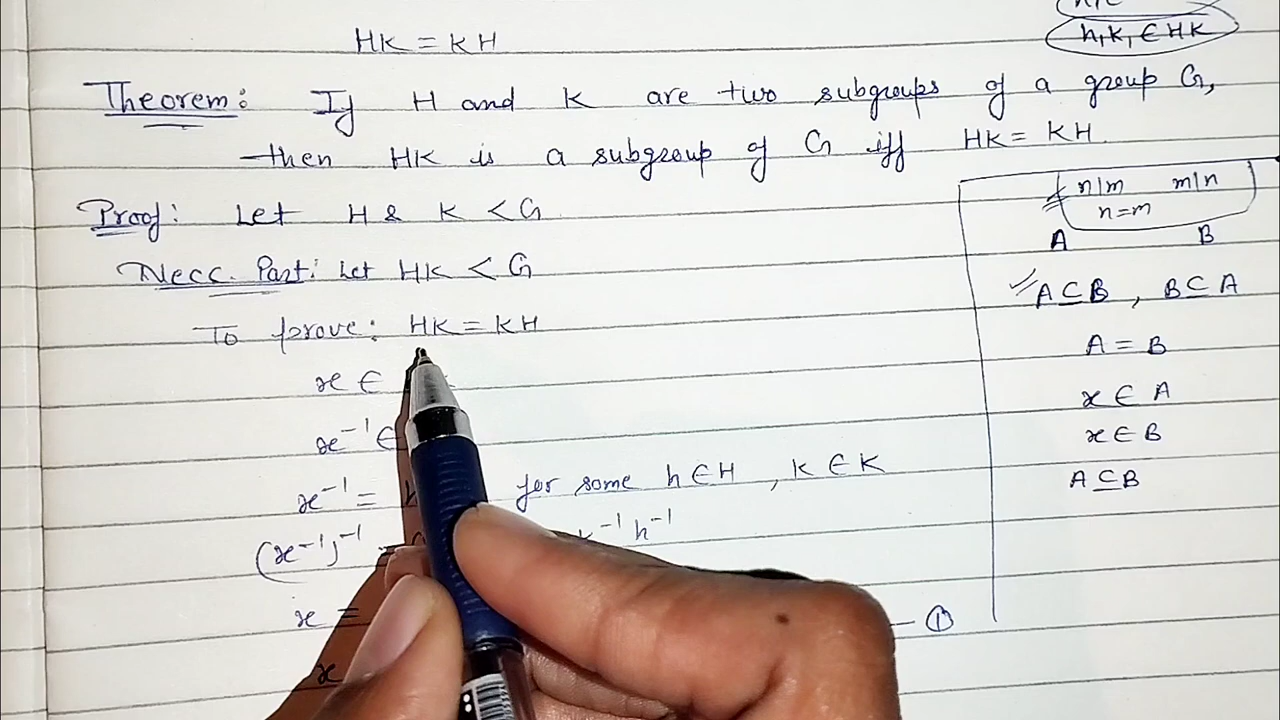 HK = KH
h₁k₁ ∈ HK
Theorem: If H and K are two subgroups of a group G,
then HK is a subgroup of G iff HK = KH.
Proof: Let H & K < G
Necc. Part: Let HK < G
To prove: HK = KH
x ∈
x⁻¹ ∈
x⁻¹ = for some h ∈ H, k ∈ K
(x⁻¹)⁻¹ = k⁻¹ h⁻¹
x = — ①
x
n|m m|n
n=m
A B
A ⊆ B, B ⊆ A
A = B
x ∈ A
x ∈ B
A ⊆ B